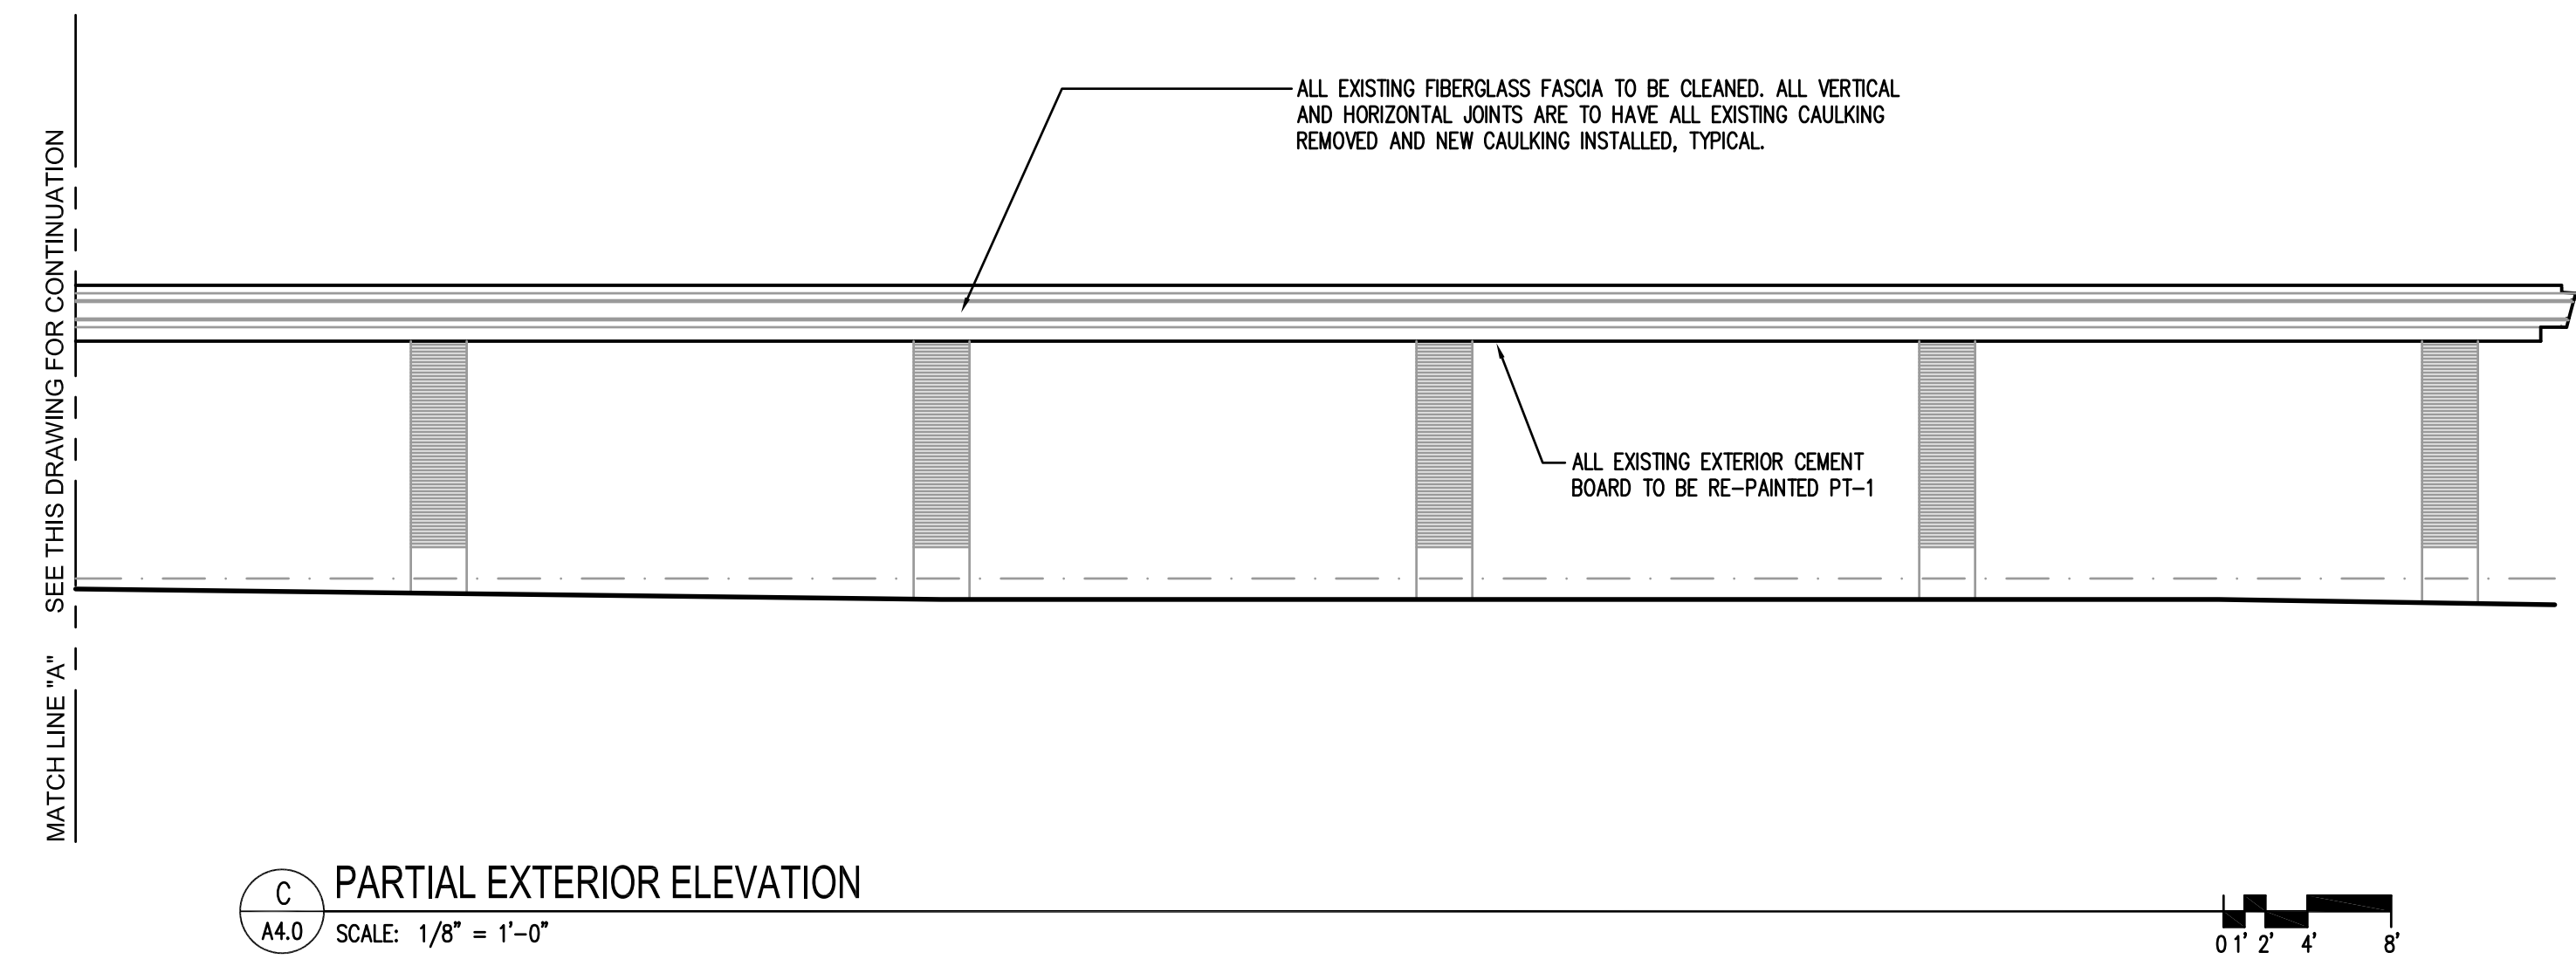 ALL EXISTING FIBERGLASS FASCIA TO BE CLEANED. ALL VERTICAL
AND HORIZONTAL JOINTS ARE TO HAVE ALL EXISTING CAULKING
REMOVED AND NEW CAULKING INSTALLED, TYPICAL.
MATCH LINE "A" SEE THIS DRAWING FOR CONTINUATION
ALL EXISTING EXTERIOR CEMENT
BOARD TO BE RE-PAINTED PT-1
C
A4.0
PARTIAL EXTERIOR ELEVATION
SCALE: 1/8" = 1'-0"
0 1' 2' 4' 8'